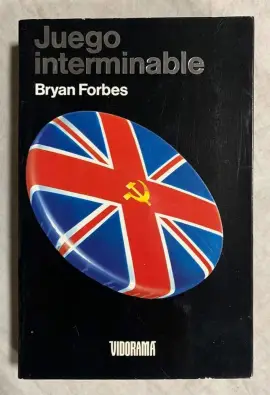 Juego
interminable
Bryan Forbes
VIDORAMA